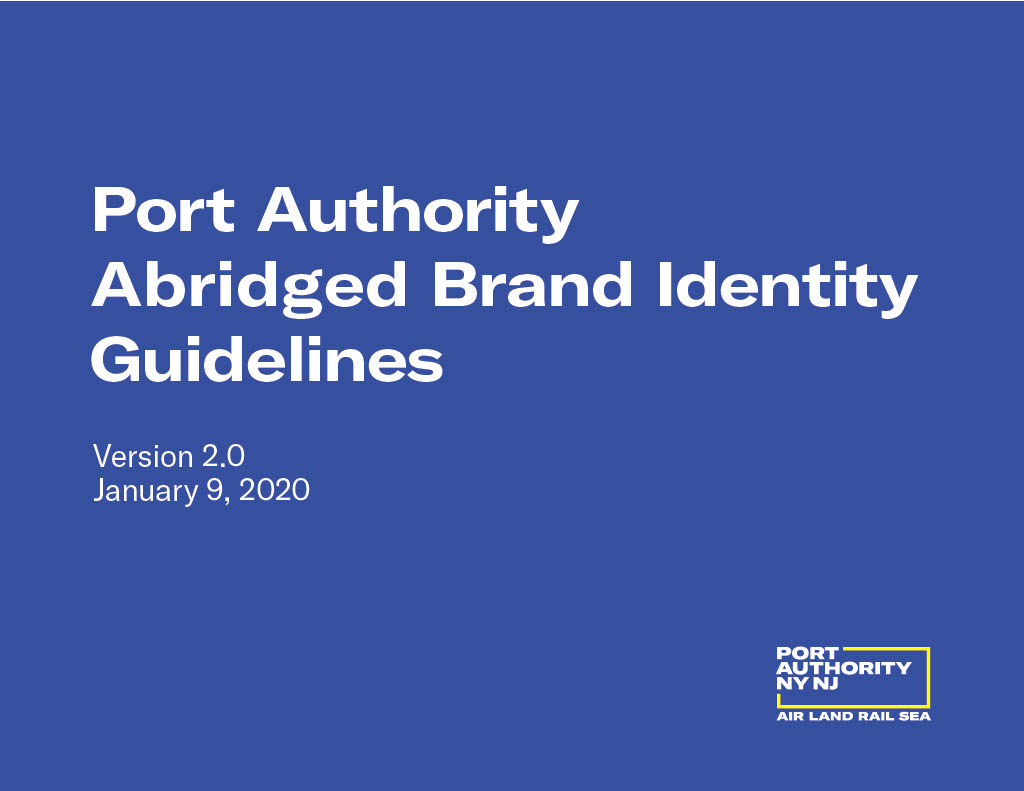 Port Authority
Abridged Brand Identity
Guidelines
Version 2.0
January 9, 2020
PORT
AUTHORITY
NY NJ
AIR LAND RAIL SEA